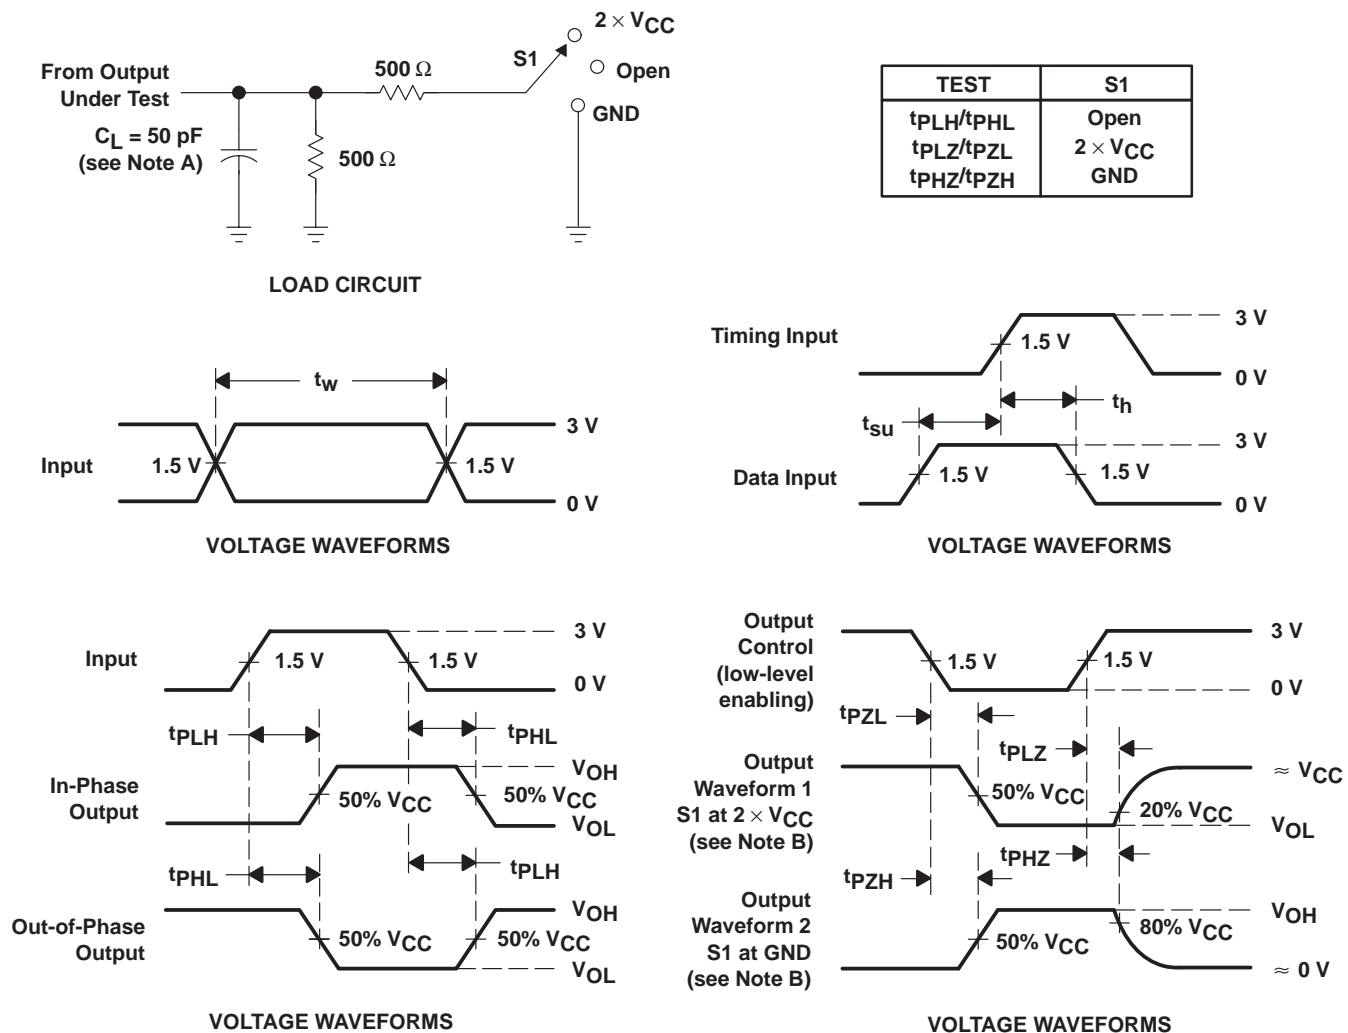 2 × VCC
S1
Open
GND
From Output
Under Test
500 Ω
CL = 50 pF
(see Note A)
500 Ω
LOAD CIRCUIT
TEST S1
tPLH/tPHL Open
tPLZ/tPZL 2 × VCC
tPHZ/tPZH GND
tw
Input
1.5 V
1.5 V
3 V
0 V
VOLTAGE WAVEFORMS
Timing Input
1.5 V
3 V
0 V
th
tsu
Data Input
1.5 V
1.5 V
3 V
0 V
VOLTAGE WAVEFORMS
Input
1.5 V
1.5 V
3 V
0 V
tPLH
tPHL
In-Phase
Output
50% VCC
50% VCC
VOH
VOL
tPHL
tPLH
Out-of-Phase
Output
50% VCC
50% VCC
VOH
VOL
VOLTAGE WAVEFORMS
Output
Control
(low-level
enabling)
1.5 V
1.5 V
3 V
0 V
tPZL
tPLZ
Output
Waveform 1
S1 at 2 × VCC
(see Note B)
50% VCC
20% VCC
≈ VCC
VOL
tPZH
tPHZ
Output
Waveform 2
S1 at GND
(see Note B)
50% VCC
80% VCC
VOH
≈ 0 V
VOLTAGE WAVEFORMS